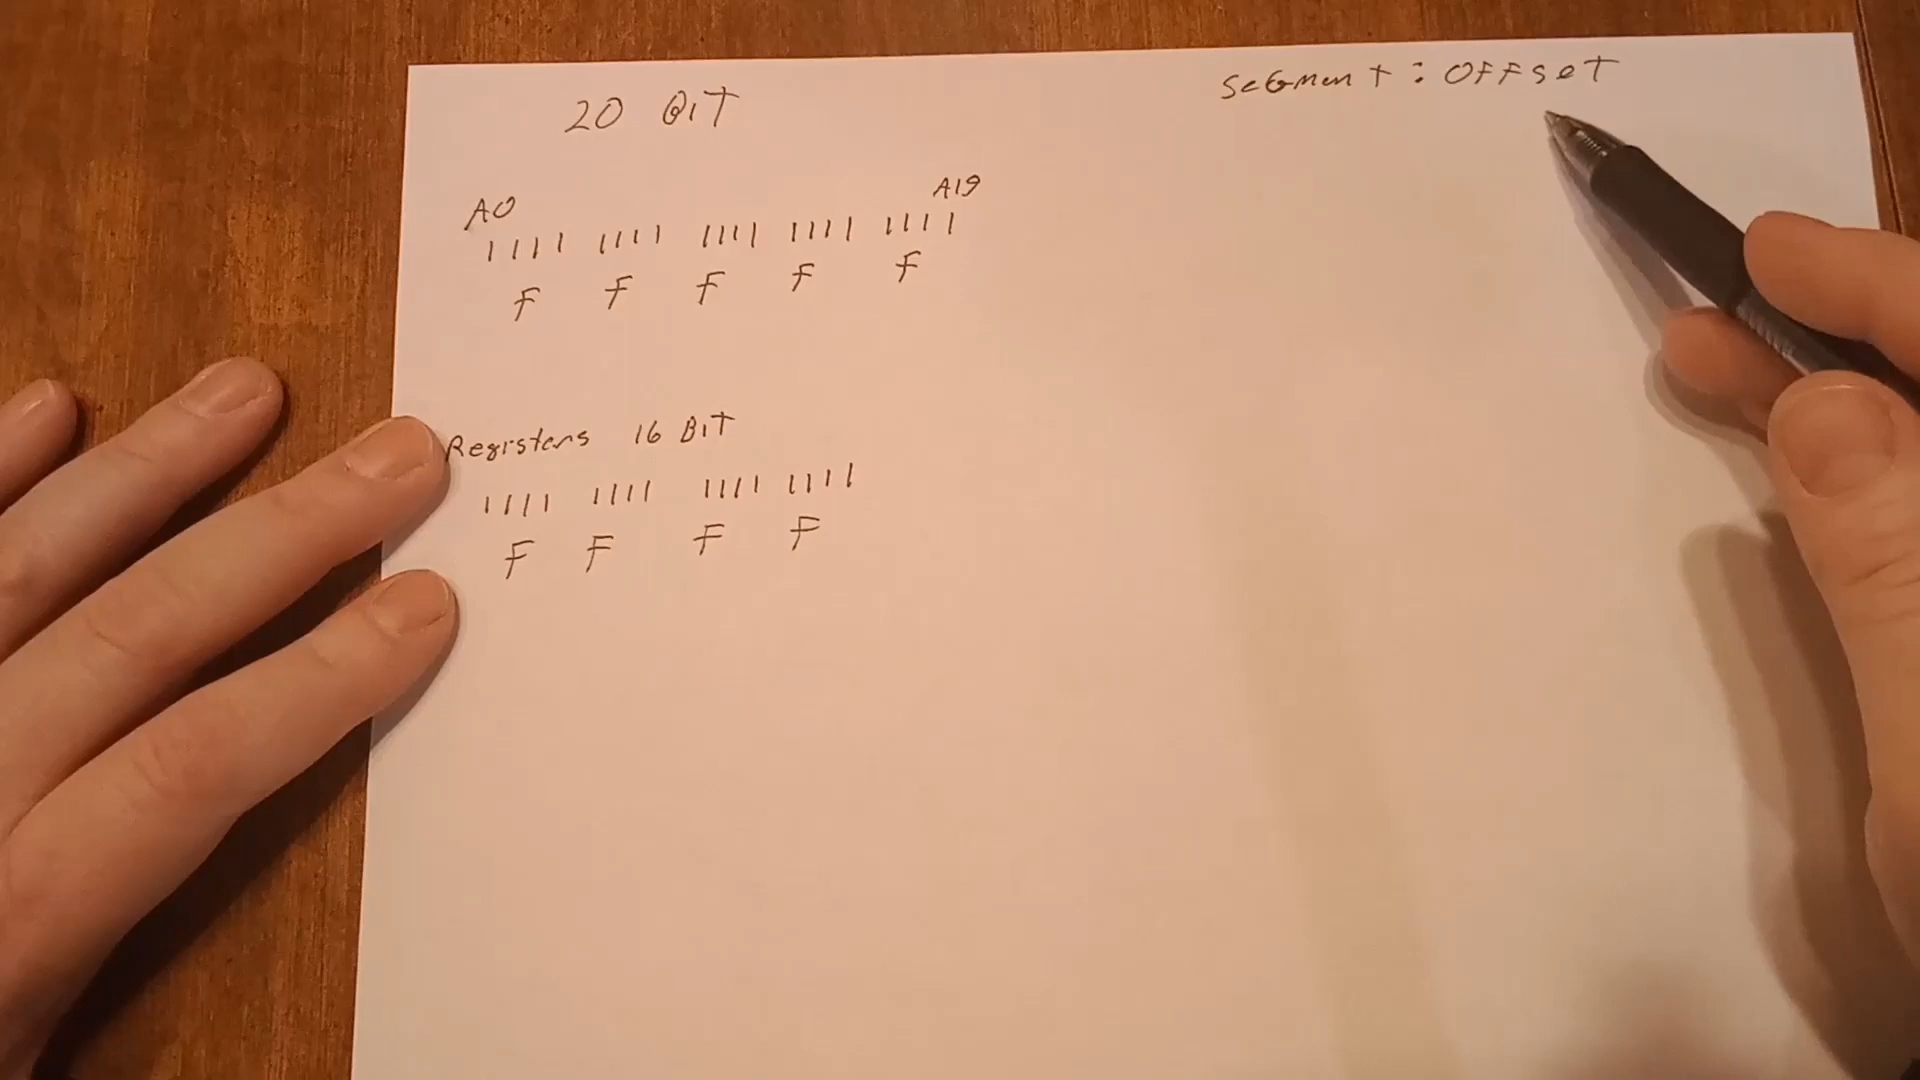 20 BIT
Segment : OFFset
A0 A19
1111 1111 1111 1111 1111
F F F F F
Registers 16 BIT
1111 1111 1111 1111
F F F F